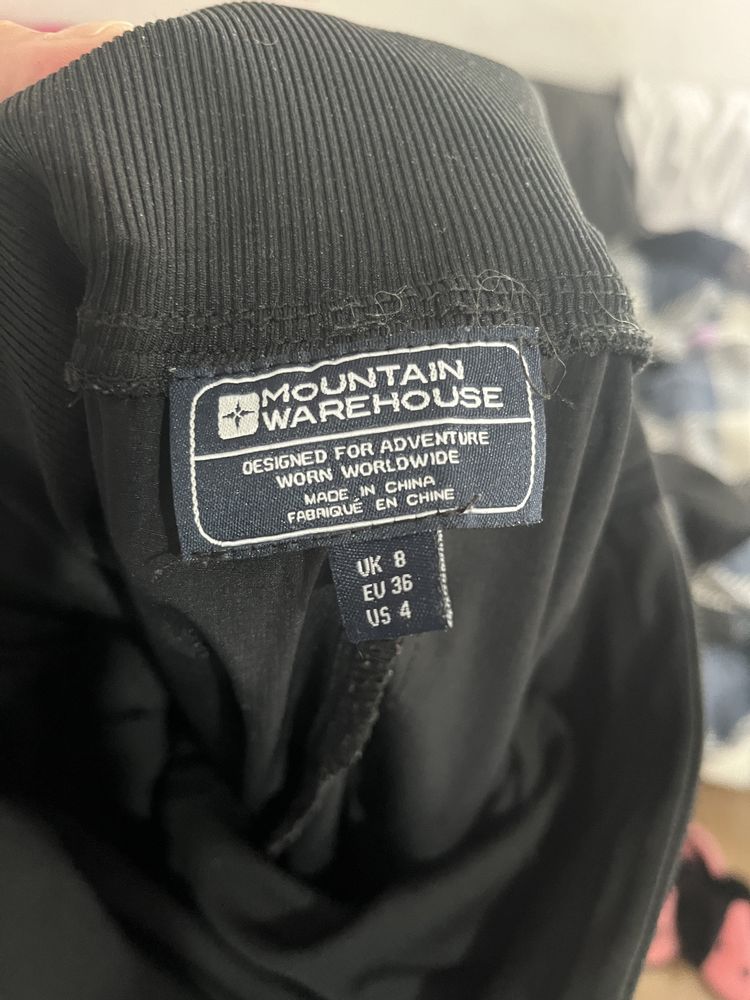 MOUNTAIN
WAREHOUSE
DESIGNED FOR ADVENTURE
WORN WORLDWIDE
MADE IN CHINA
FABRIQUÉ EN CHINE
UK 8
EU 36
US 4